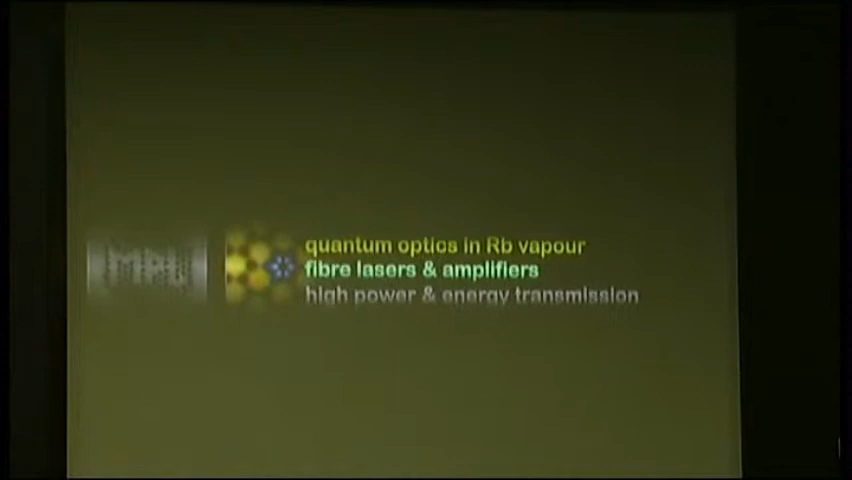 quantum optics in Rb vapour
fibre lasers & amplifiers
high power & energy transmission